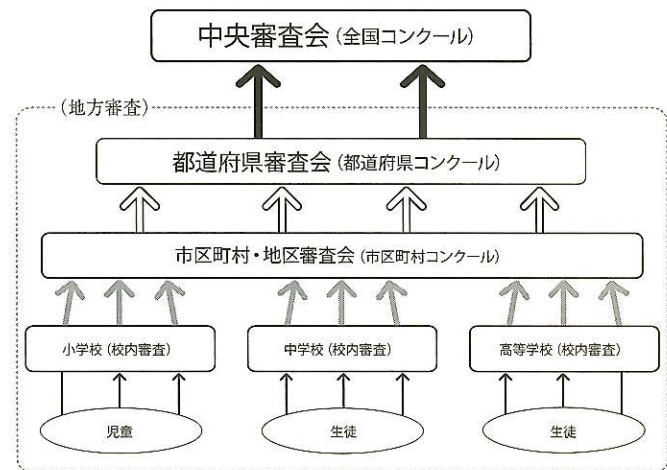 中央審査会(全国コンクール)
(地方審査)
都道府県審査会(都道府県コンクール)
市区町村・地区審査会(市区町村コンクール)
小学校(校内審査)
中学校(校内審査)
高等学校(校内審査)
児童
生徒
生徒